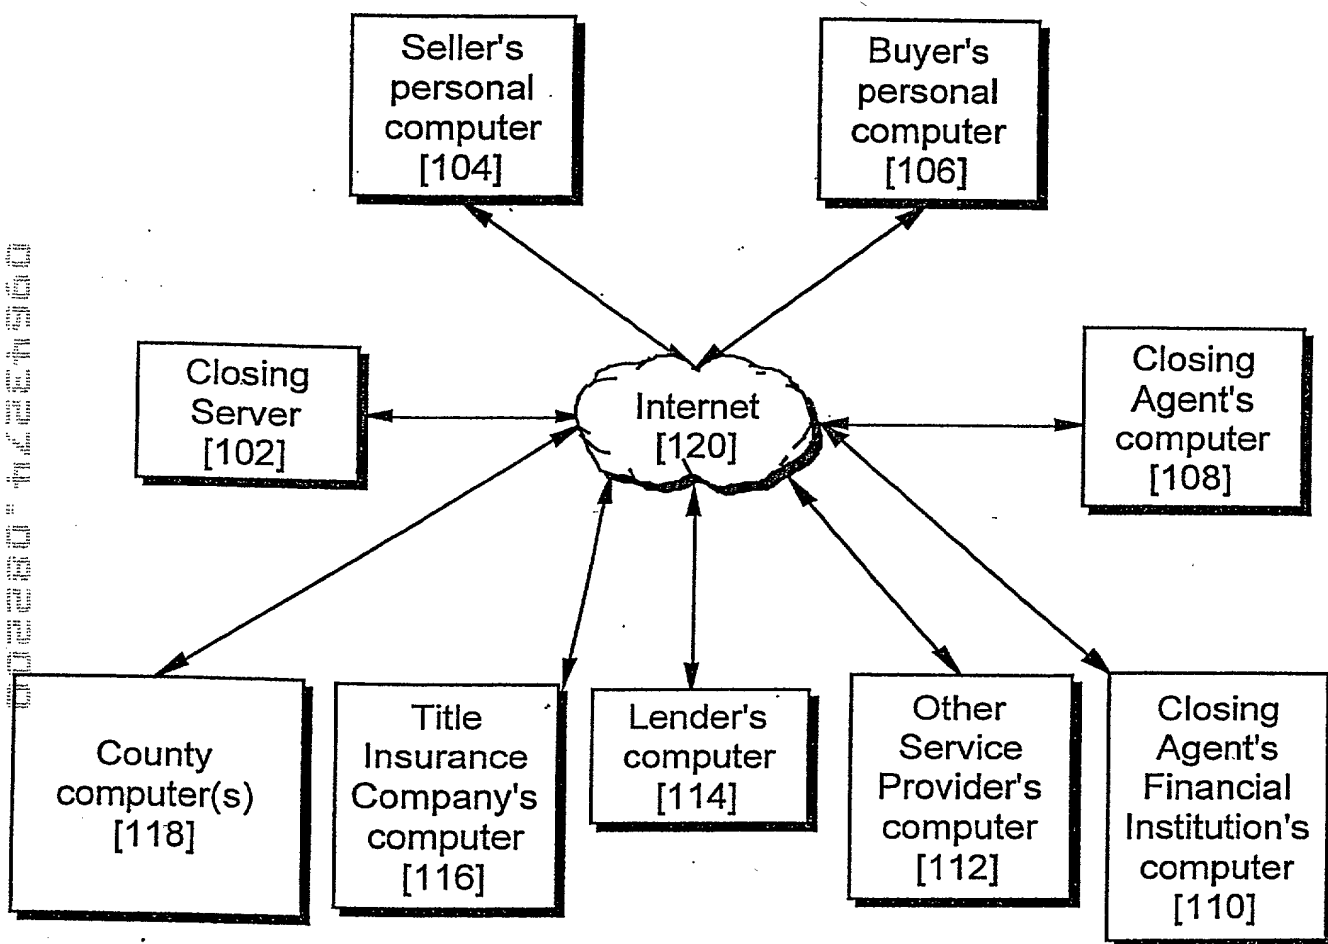 Seller's
personal
computer
[104]
Buyer's
personal
computer
[106]
Closing
Server
[102]
Internet
[120]
Closing
Agent's
computer
[108]
County
computer(s)
[118]
Title
Insurance
Company's
computer
[116]
Lender's
computer
[114]
Other
Service
Provider's
computer
[112]
Closing
Agent's
Financial
Institution's
computer
[110]
09643274.082200